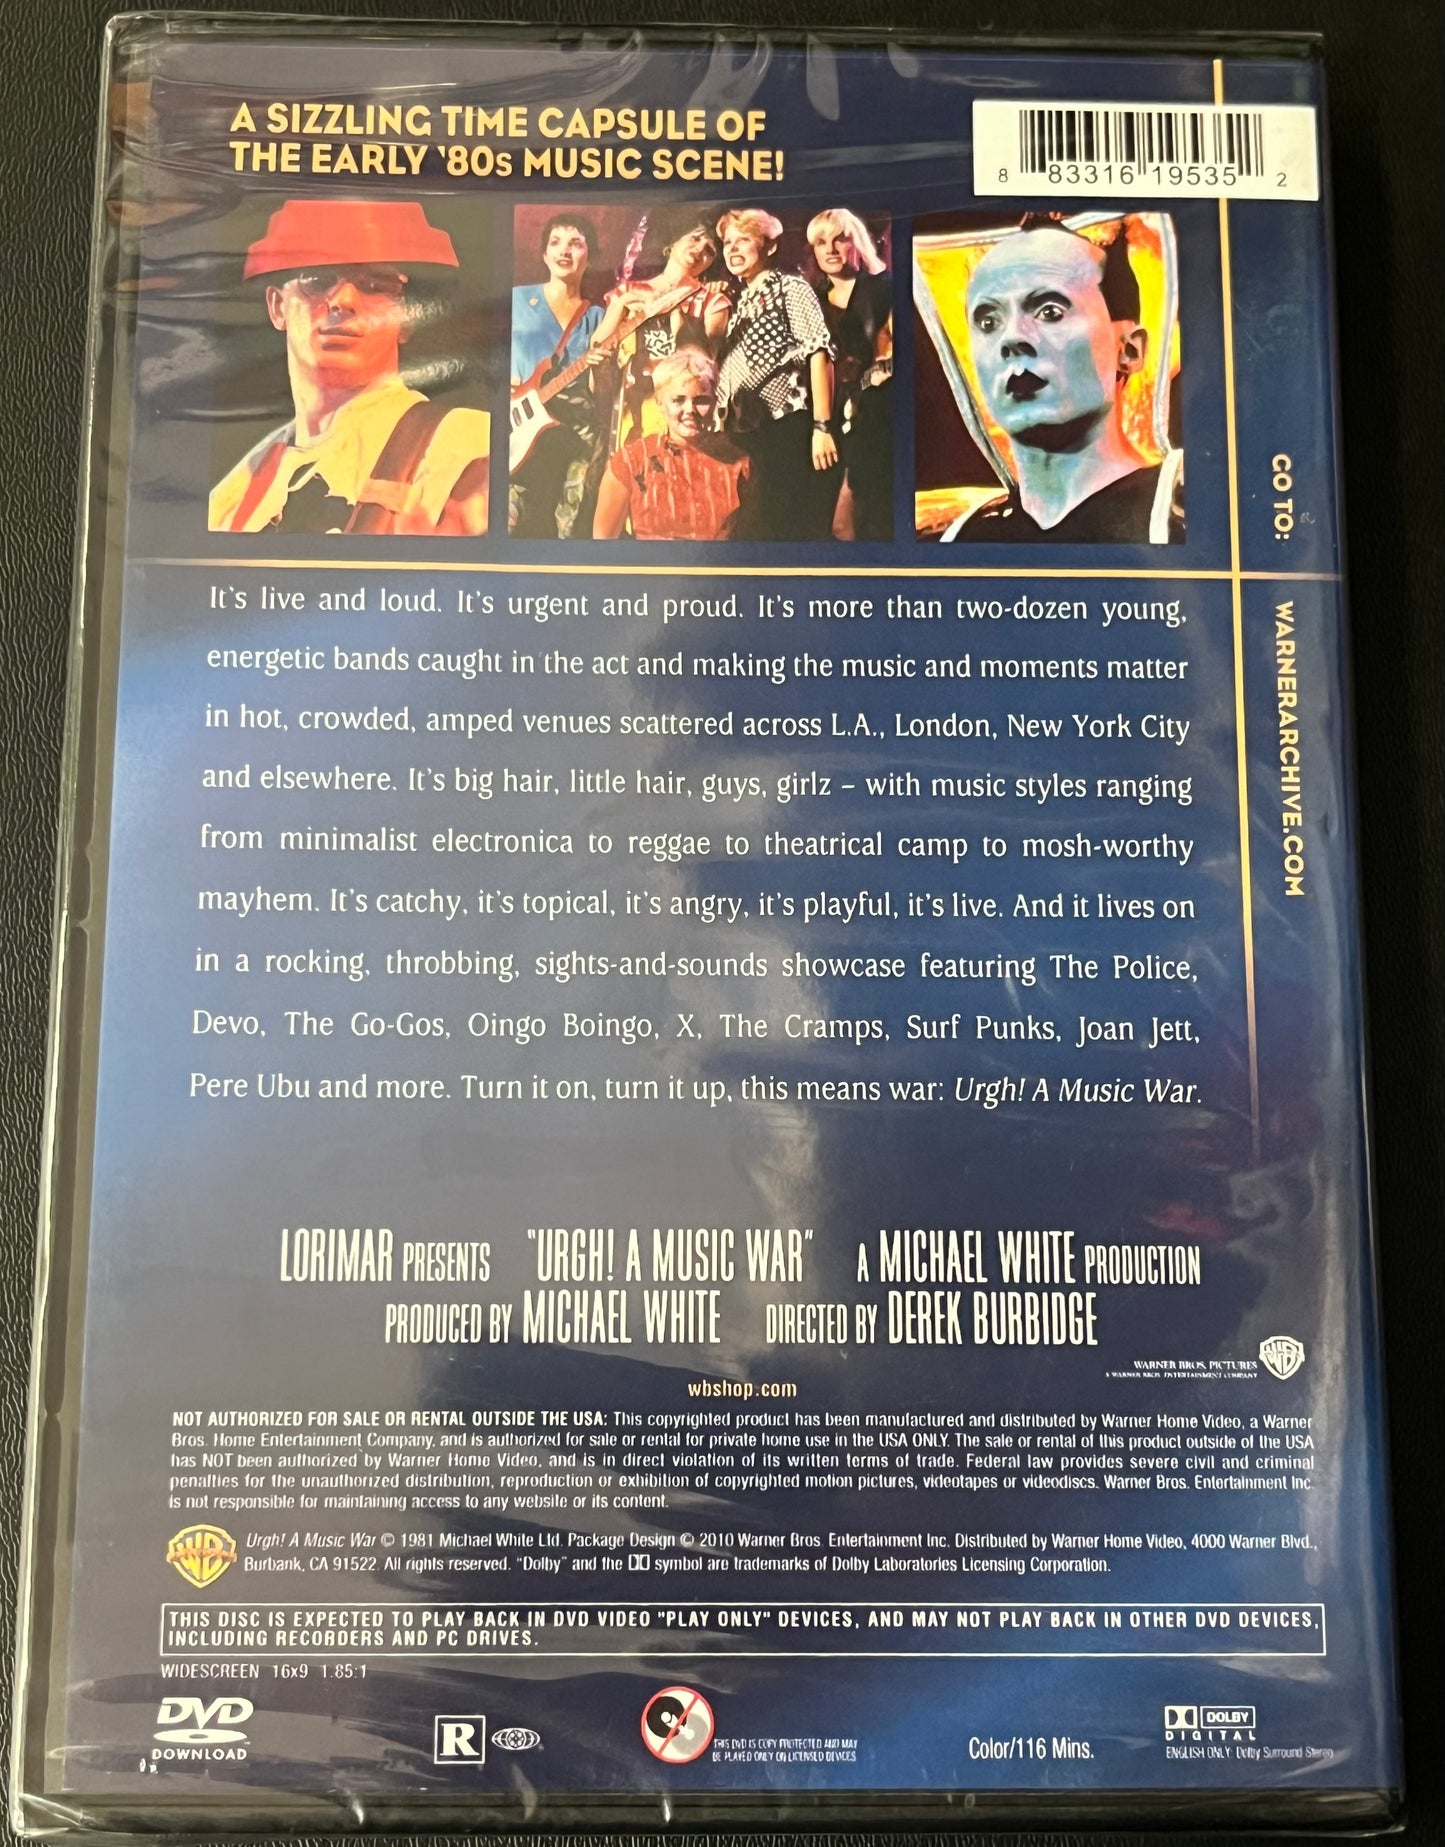 A SIZZLING TIME CAPSULE OF
THE EARLY '80s MUSIC SCENE!
8 83316 19535 2
GO TO: WARNERARCHIVE.COM
It's live and loud. It's urgent and proud. It's more than two-dozen young,
energetic bands caught in the act and making the music and moments matter
in hot, crowded, amped venues scattered across L.A., London, New York City
and elsewhere. It's big hair, little hair, guys, girlz – with music styles ranging
from minimalist electronica to reggae to theatrical camp to mosh-worthy
mayhem. It's catchy, it's topical, it's angry, it's playful, it's live. And it lives on
in a rocking, throbbing, sights-and-sounds showcase featuring The Police,
Devo, The Go-Gos, Oingo Boingo, X, The Cramps, Surf Punks, Joan Jett,
Pere Ubu and more. Turn it on, turn it up, this means war: Urgh! A Music War.
LORIMAR PRESENTS "URGH! A MUSIC WAR" A MICHAEL WHITE PRODUCTION
PRODUCED BY MICHAEL WHITE DIRECTED BY DEREK BURBIDGE
WARNER BROS. PICTURES
A WARNER BROS. ENTERTAINMENT COMPANY
wbshop.com
NOT AUTHORIZED FOR SALE OR RENTAL OUTSIDE THE USA: This copyrighted product has been manufactured and distributed by Warner Home Video, a Warner
Bros. Home Entertainment Company, and is authorized for sale or rental for private home use in the USA ONLY. The sale or rental of this product outside of the USA
has NOT been authorized by Warner Home Video, and is in direct violation of its written terms of trade. Federal law provides severe civil and criminal
penalties for the unauthorized distribution, reproduction or exhibition of copyrighted motion pictures, videotapes or videodiscs. Warner Bros. Entertainment Inc.
is not responsible for maintaining access to any website or its content.
Urgh! A Music War © 1981 Michael White Ltd. Package Design © 2010 Warner Bros. Entertainment Inc. Distributed by Warner Home Video, 4000 Warner Blvd.,
Burbank, CA 91522. All rights reserved. "Dolby" and the DD symbol are trademarks of Dolby Laboratories Licensing Corporation.
THIS DISC IS EXPECTED TO PLAY BACK IN DVD VIDEO "PLAY ONLY" DEVICES, AND MAY NOT PLAY BACK IN OTHER DVD DEVICES,
INCLUDING RECORDERS AND PC DRIVES.
WIDESCREEN 16x9 1.85:1
DVD
DOWNLOAD
R
THIS DVD IS COPY PROTECTED AND MAY
BE PLAYED ONLY ON LICENSED DEVICES
Color/116 Mins.
DOLBY
DIGITAL
ENGLISH ONLY: Dolby Surround Stereo